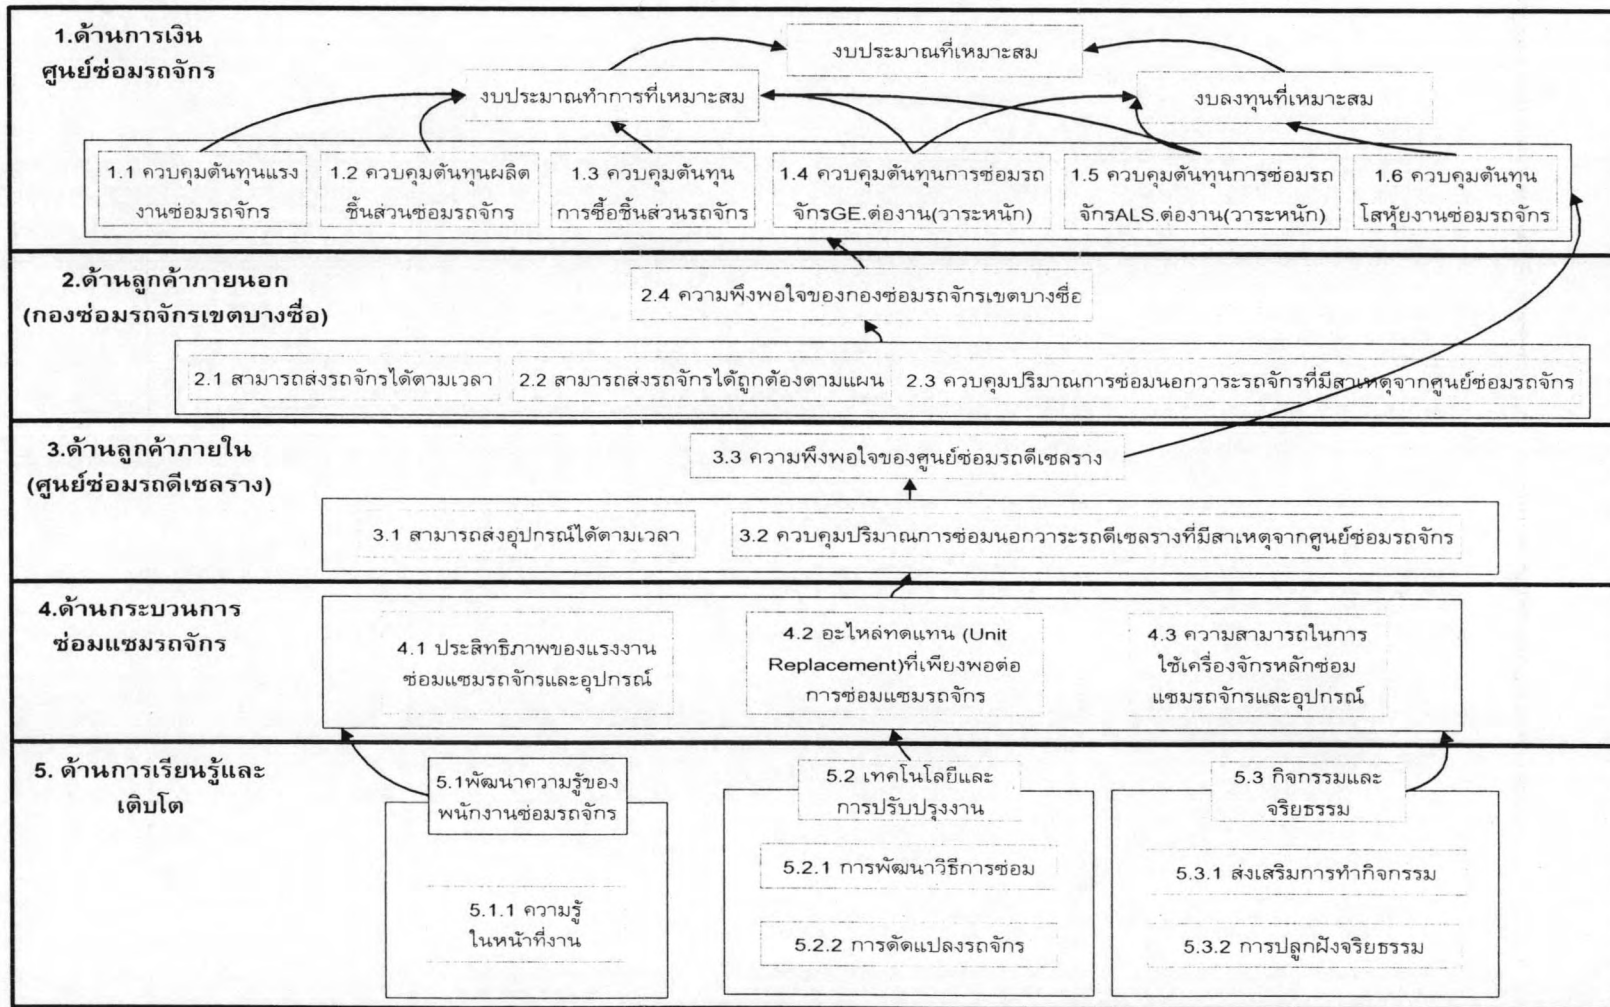 1.ด้านการเงิน
ศูนย์ซ่อมรถจักร
งบประมาณที่เหมาะสม
งบประมาณทำการที่เหมาะสม
งบลงทุนที่เหมาะสม
1.1 ควบคุมต้นทุนแรง
งานซ่อมรถจักร
1.2 ควบคุมต้นทุนผลิต
ชิ้นส่วนซ่อมรถจักร
1.3 ควบคุมต้นทุน
การซื้อชิ้นส่วนรถจักร
1.4 ควบคุมต้นทุนการซ่อมรถ
จักรGE.ต่องาน(วาระหนัก)
1.5 ควบคุมต้นทุนการซ่อมรถ
จักรALS.ต่องาน(วาระหนัก)
1.6 ควบคุมต้นทุน
โสหุ้ยงานซ่อมรถจักร
2.ด้านลูกค้าภายนอก
(กองซ่อมรถจักรเขตบางซื่อ)
2.4 ความพึงพอใจของกองซ่อมรถจักรเขตบางซื่อ
2.1 สามารถส่งรถจักรได้ตามเวลา
2.2 สามารถส่งรถจักรได้ถูกต้องตามแผน
2.3 ควบคุมปริมาณการซ่อมนอกวาระรถจักรที่มีสาเหตุจากศูนย์ซ่อมรถจักร
3.ด้านลูกค้าภายใน
(ศูนย์ซ่อมรถดีเซลราง)
3.3 ความพึงพอใจของศูนย์ซ่อมรถดีเซลราง
3.1 สามารถส่งอุปกรณ์ได้ตามเวลา
3.2 ควบคุมปริมาณการซ่อมนอกวาระรถดีเซลรางที่มีสาเหตุจากศูนย์ซ่อมรถจักร
4.ด้านกระบวนการ
ซ่อมแซมรถจักร
4.1 ประสิทธิภาพของแรงงาน
ซ่อมแซมรถจักรและอุปกรณ์
4.2 อะไหล่ทดแทน (Unit
Replacement)ที่เพียงพอต่อ
การซ่อมแซมรถจักร
4.3 ความสามารถในการ
ใช้เครื่องจักรหลักซ่อม
แซมรถจักรและอุปกรณ์
5. ด้านการเรียนรู้และ
เติบโต
5.1พัฒนาความรู้ของ
พนักงานซ่อมรถจักร
5.1.1 ความรู้
ในหน้าที่งาน
5.2 เทคโนโลยีและ
การปรับปรุงงาน
5.2.1 การพัฒนาวิธีการซ่อม
5.2.2 การดัดแปลงรถจักร
5.3 กิจกรรมและ
จริยธรรม
5.3.1 ส่งเสริมการทำกิจกรรม
5.3.2 การปลูกฝังจริยธรรม